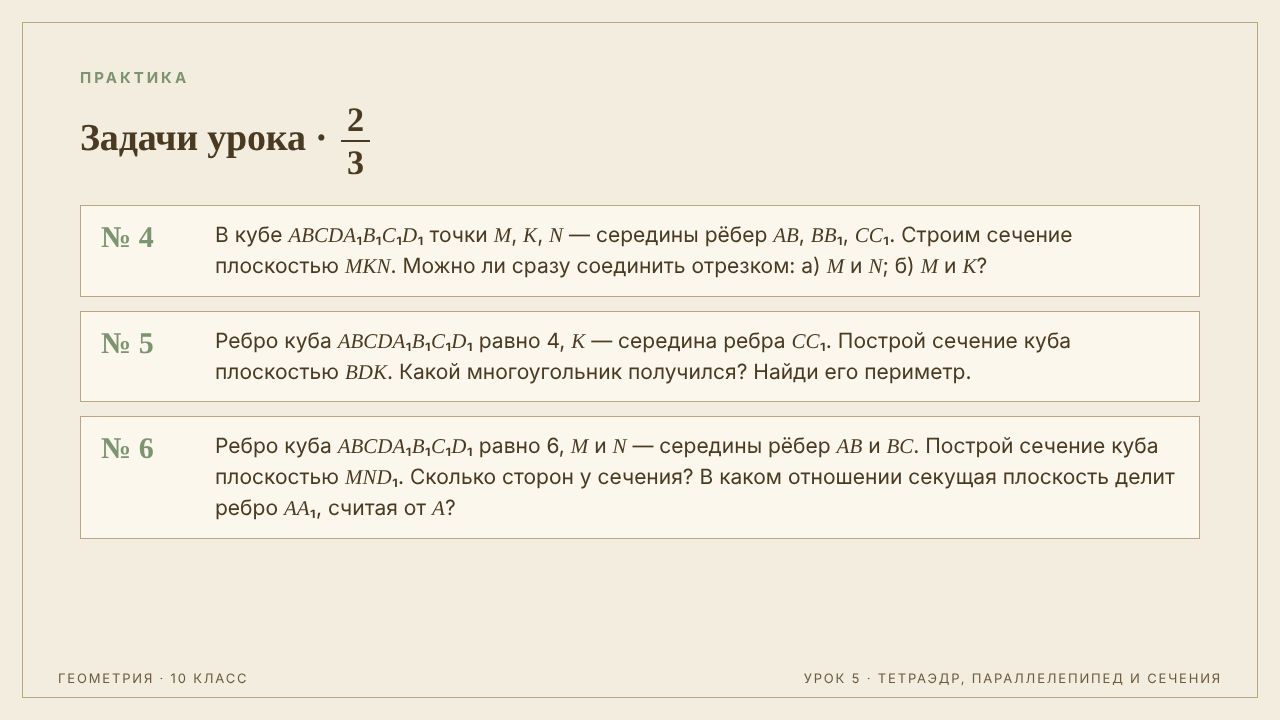 ПРАКТИКА
Задачи урока · 2/3
№ 4
В кубе ABCDA₁B₁C₁D₁ точки M, K, N — середины рёбер AB, BB₁, CC₁. Строим сечение
плоскостью MKN. Можно ли сразу соединить отрезком: а) M и N; б) M и K?
№ 5
Ребро куба ABCDA₁B₁C₁D₁ равно 4, K — середина ребра CC₁. Построй сечение куба
плоскостью BDK. Какой многоугольник получился? Найди его периметр.
№ 6
Ребро куба ABCDA₁B₁C₁D₁ равно 6, M и N — середины рёбер AB и BC. Построй сечение куба
плоскостью MND₁. Сколько сторон у сечения? В каком отношении секущая плоскость делит
ребро AA₁, считая от A?
ГЕОМЕТРИЯ · 10 КЛАСС
УРОК 5 · ТЕТРАЭДР, ПАРАЛЛЕЛЕПИПЕД И СЕЧЕНИЯ